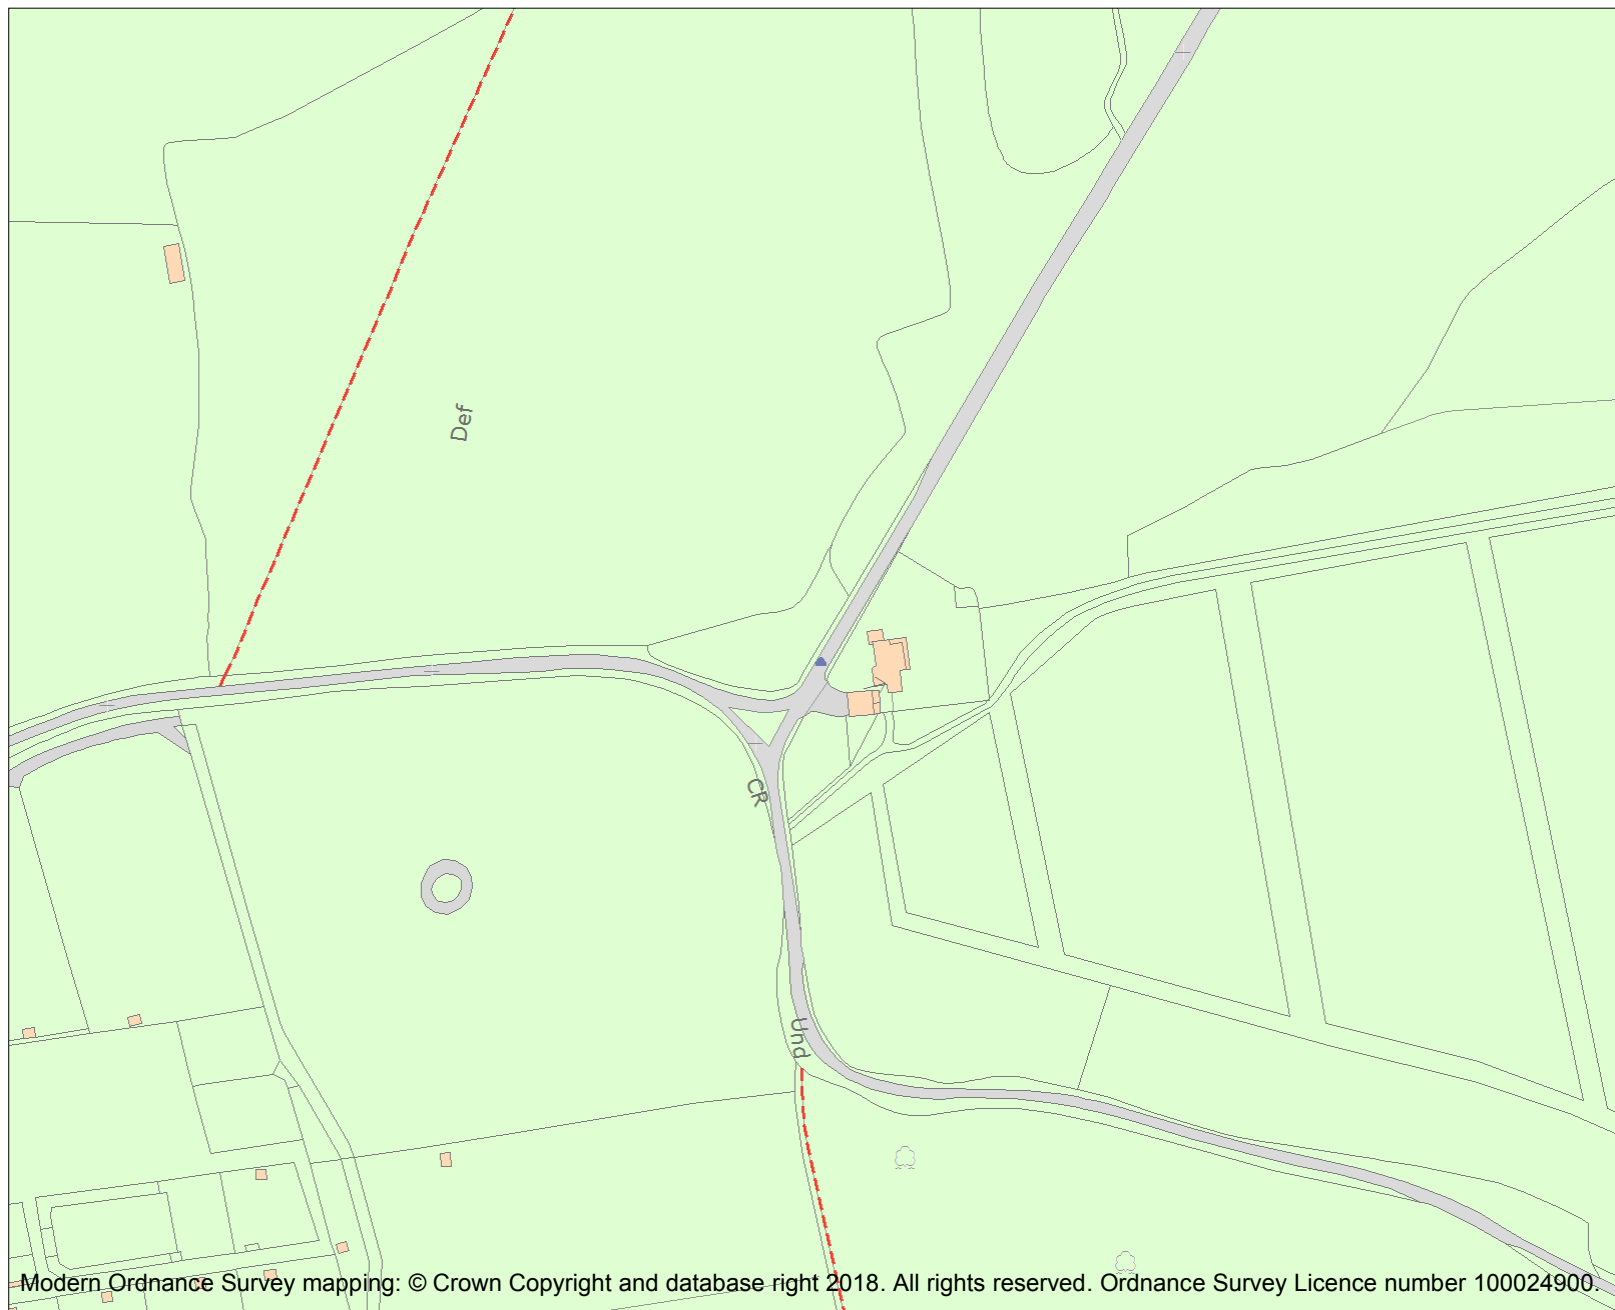 Def
CR
Und
Modern Ordnance Survey mapping: © Crown Copyright and database right 2018. All rights reserved. Ordnance Survey Licence number 100024900.